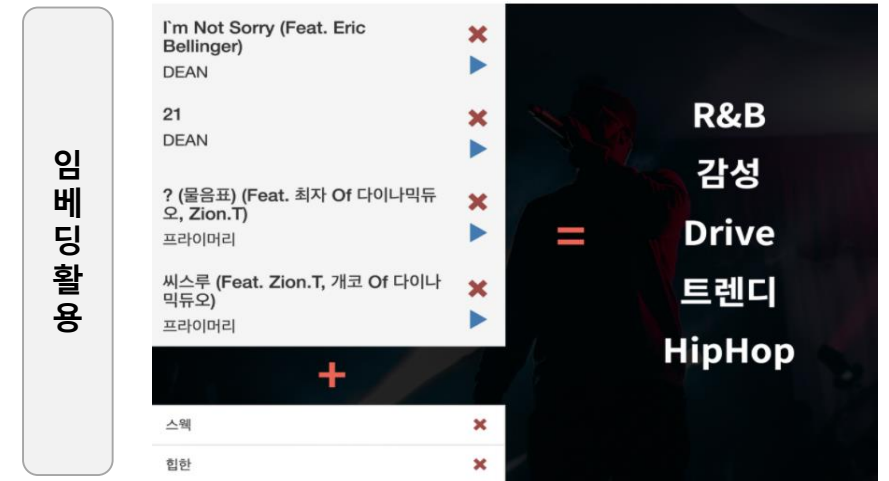 임베딩활용
I`m Not Sorry (Feat. Eric
Bellinger)
DEAN
21
DEAN
? (물음표) (Feat. 최자 Of 다이나믹듀
오, Zion.T)
프라이머리
씨스루 (Feat. Zion.T, 개코 Of 다이나
믹듀오)
프라이머리
+
스웩
힙한
=
R&B
감성
Drive
트렌디
HipHop